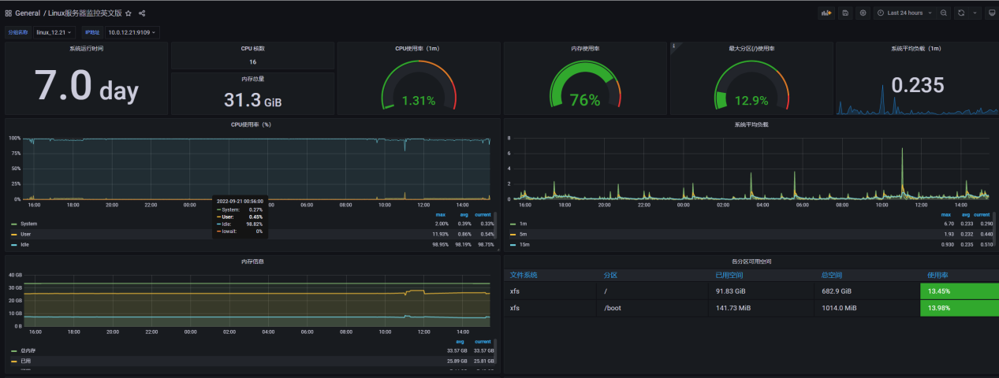 General / Linux服务器监控英文版
Last 24 hours
分组名称 linux_12.21 IP地址 10.0.12.21:9109
系统运行时间
7.0 day
CPU 核数
16
内存总量
31.3 GiB
CPU使用率（1m）
1.31%
内存使用率
76%
i
最大分区(/)使用率
12.9%
系统平均负载（1m）
0.235
CPU使用率（%）
100%
75%
50%
25%
0%
16:00 18:00 20:00 22:00 00:00 02:00 04:00 06:00 08:00 10:00 12:00 14:00
2022-09-21 00:56:00
System: 0.27%
User: 0.45%
Idle: 98.82%
Iowait: 0%
max avg current
System 2.00% 0.39% 0.33%
User 11.93% 0.86% 0.54%
Idle 98.95% 98.19% 98.75%
系统平均负载
8
6
4
2
0
16:00 18:00 20:00 22:00 00:00 02:00 04:00 06:00 08:00 10:00 12:00 14:00
max avg current
1m 6.70 0.233 0.290
5m 1.93 0.232 0.440
15m 0.930 0.235 0.510
内存信息
40 GB
30 GB
20 GB
10 GB
0 B
16:00 18:00 20:00 22:00 00:00 02:00 04:00 06:00 08:00 10:00 12:00 14:00
avg current
总内存 33.57 GB 33.57 GB
已用 25.89 GB 25.81 GB
各分区可用空间
文件系统 分区 已用空间 总空间 使用率
xfs / 91.83 GiB 682.9 GiB 13.45%
xfs /boot 141.73 MiB 1014.0 MiB 13.98%